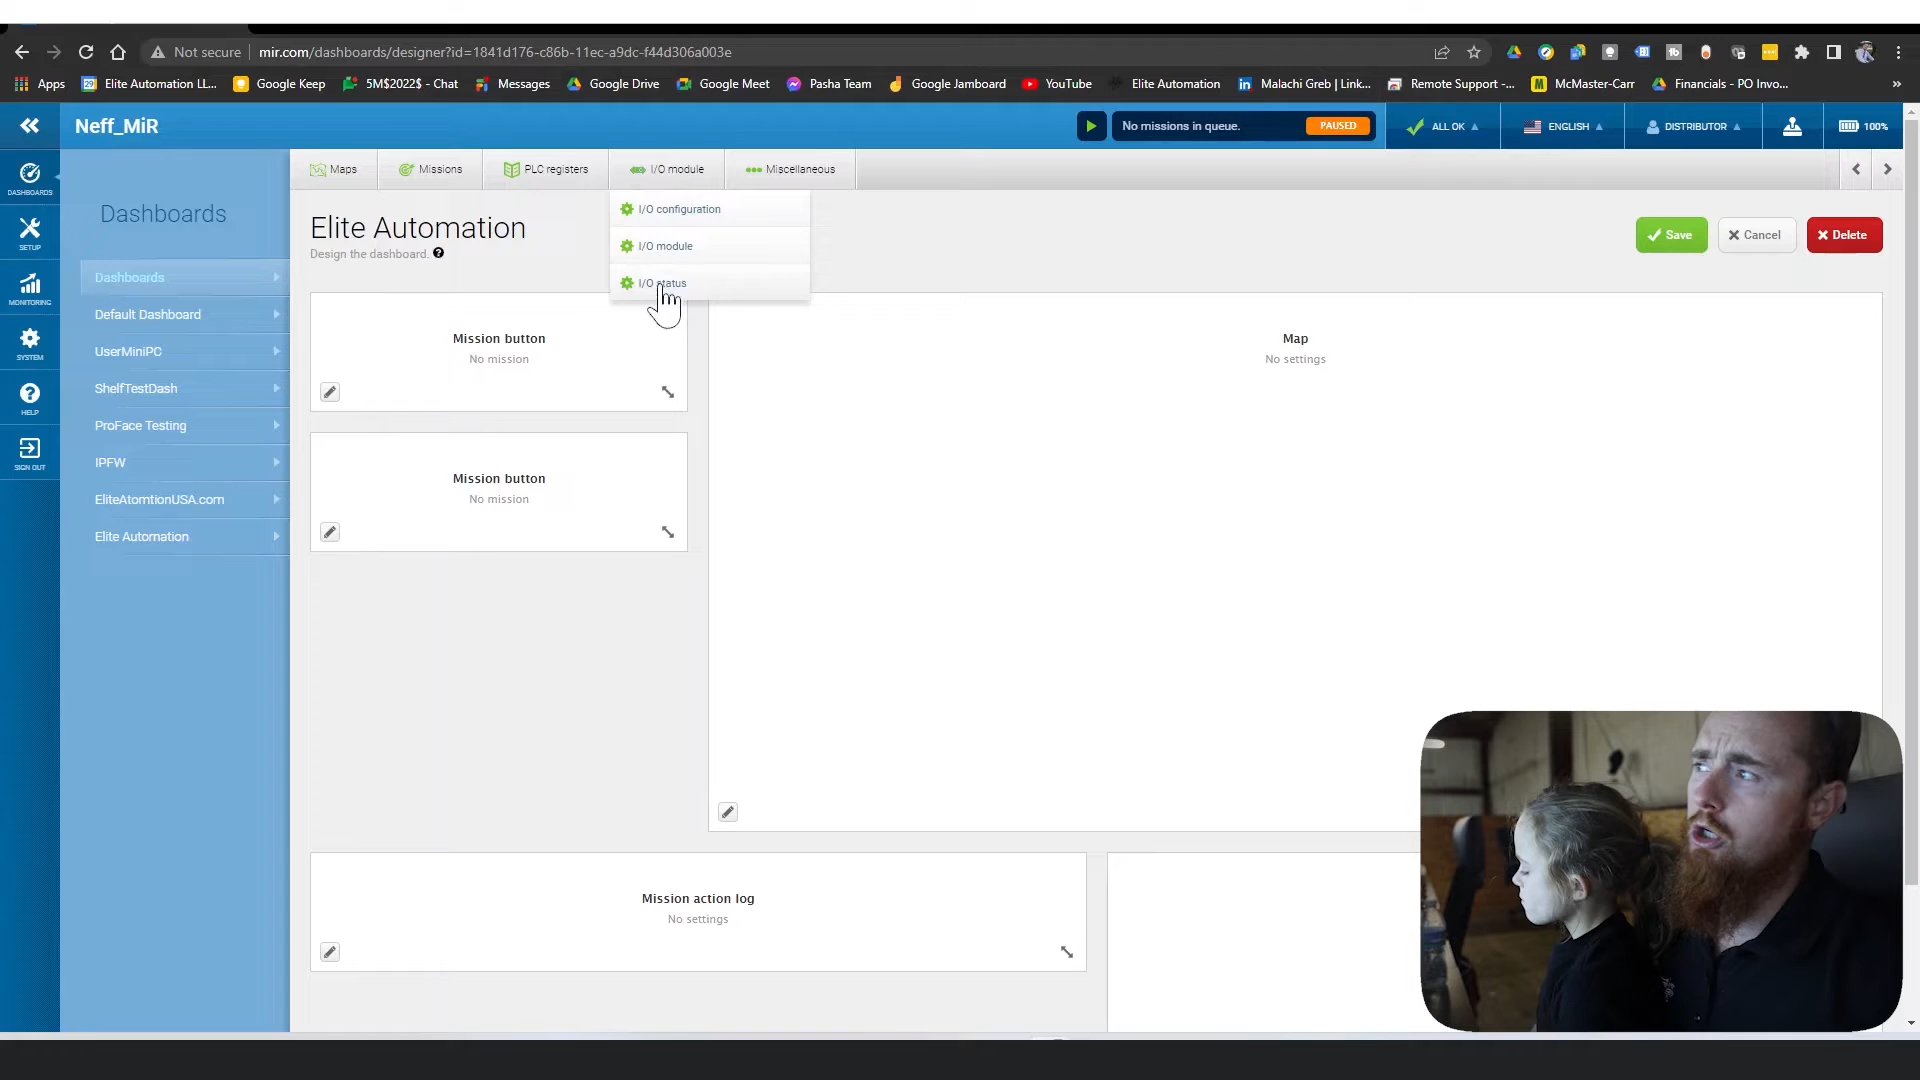 Not secure
mir.com/dashboards/designer?id=1841d176-c86b-11ec-a9dc-f44d306a003e
Apps
Elite Automation LL...
Google Keep
5M$2022$ - Chat
Messages
Google Drive
Google Meet
Pasha Team
Google Jamboard
YouTube
Elite Automation
Malachi Greb | Link...
Remote Support -...
McMaster-Carr
Financials - PO Invo...
»
Neff_MiR
No missions in queue.
PAUSED
ALL OK
ENGLISH
DISTRIBUTOR
100%
DASHBOARDS
SETUP
MONITORING
SYSTEM
HELP
SIGN OUT
Dashboards
Dashboards
Default Dashboard
UserMiniPC
ShelfTestDash
ProFace Testing
IPFW
EliteAtomtionUSA.com
Elite Automation
Maps
Missions
PLC registers
I/O module
Miscellaneous
I/O configuration
I/O module
I/O status
Elite Automation
Design the dashboard.
Save
Cancel
Delete
Mission button
No mission
Map
No settings
Mission button
No mission
Mission action log
No settings